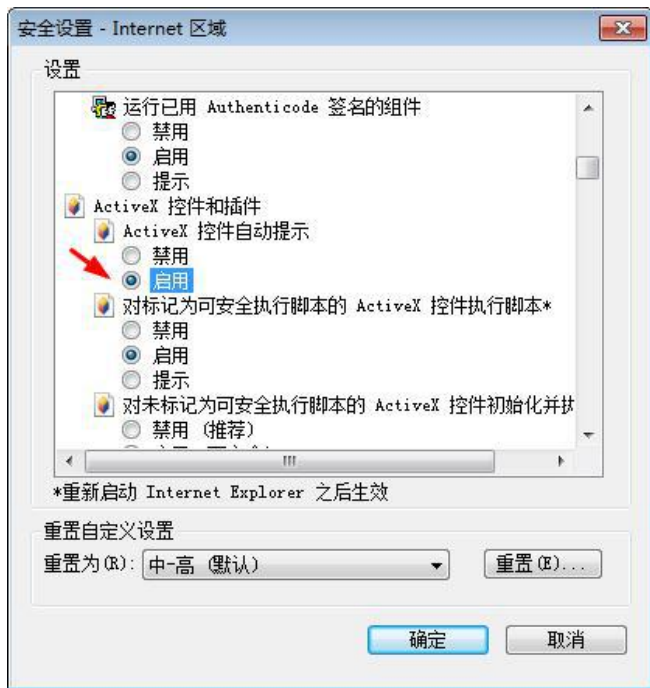 安全设置 - Internet 区域
设置
运行已用 Authenticode 签名的组件
禁用
启用
提示
ActiveX 控件和插件
ActiveX 控件自动提示
禁用
启用
对标记为可安全执行脚本的 ActiveX 控件执行脚本*
禁用
启用
提示
对未标记为可安全执行脚本的 ActiveX 控件初始化并执
禁用 (推荐)
*重新启动 Internet Explorer 之后生效
重置自定义设置
重置为(R): 中-高 (默认) 重置(E)...
确定 取消